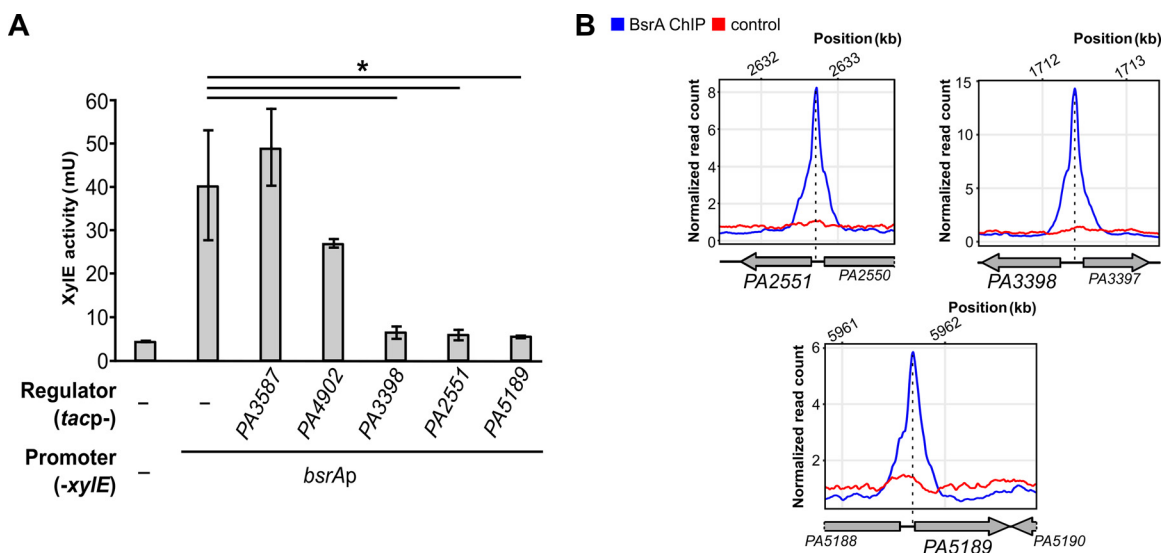 A
*
XylE activity (mU)
60
50
40
30
20
10
0
Regulator (tacp-)
– – PA3587 PA4902 PA3398 PA2551 PA5189
Promoter (-xylE)
– bsrAp
B
BsrA ChIP control
Position (kb)
2632 2633
Normalized read count
8
6
4
2
0
PA2551 PA2550
Position (kb)
1712 1713
Normalized read count
15
10
5
0
PA3398 PA3397
Position (kb)
5961 5962
Normalized read count
6
4
2
PA5188 PA5189 PA5190